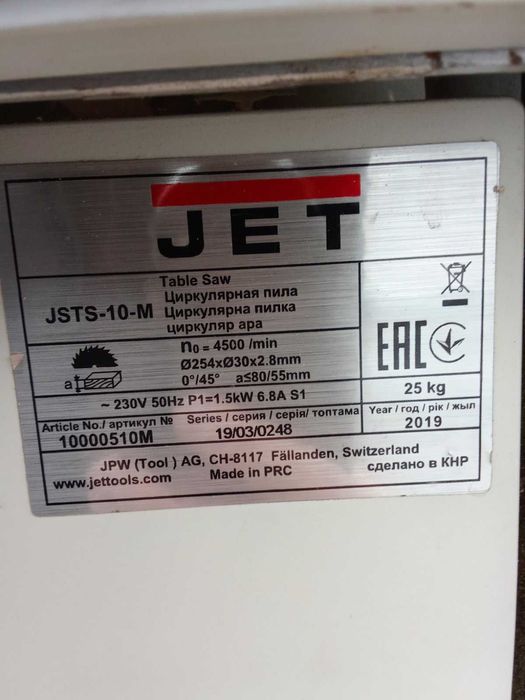 JET
JSTS-10-M
Table Saw
Циркулярная пила
Циркулярна пилка
циркуляр ара
n₀ = 4500 /min
Ø254xØ30x2.8mm
0°/45° a≤80/55mm
a
~ 230V 50Hz P1=1.5kW 6.8A S1
EAC
25 kg
Article No./ артикул №
10000510M
Series / серия / серія/ топтама
19/03/0248
Year / год / рік / жыл
2019
JPW (Tool ) AG, CH-8117 Fällanden, Switzerland
www.jettools.com Made in PRC сделано в КНР